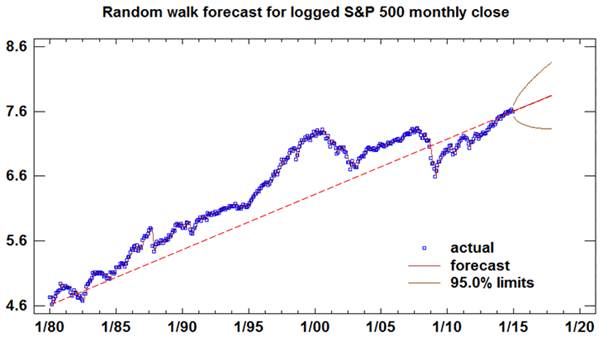 Random walk forecast for logged S&P 500 monthly close
8.6
7.6
6.6
5.6
4.6
actual
forecast
95.0% limits
1/80 1/85 1/90 1/95 1/00 1/05 1/10 1/15 1/20